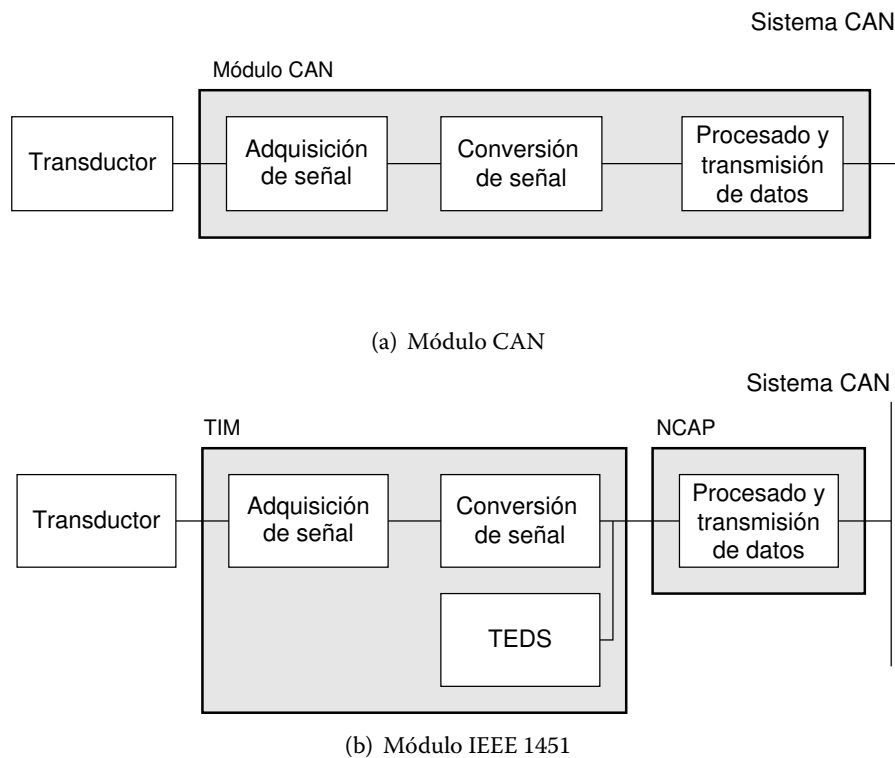 Sistema CAN
Módulo CAN
Transductor
Adquisición
de señal
Conversión
de señal
Procesado y
transmisión
de datos
(a) Módulo CAN
Sistema CAN
TIM
NCAP
Transductor
Adquisición
de señal
Conversión
de señal
Procesado y
transmisión
de datos
TEDS
(b) Módulo IEEE 1451